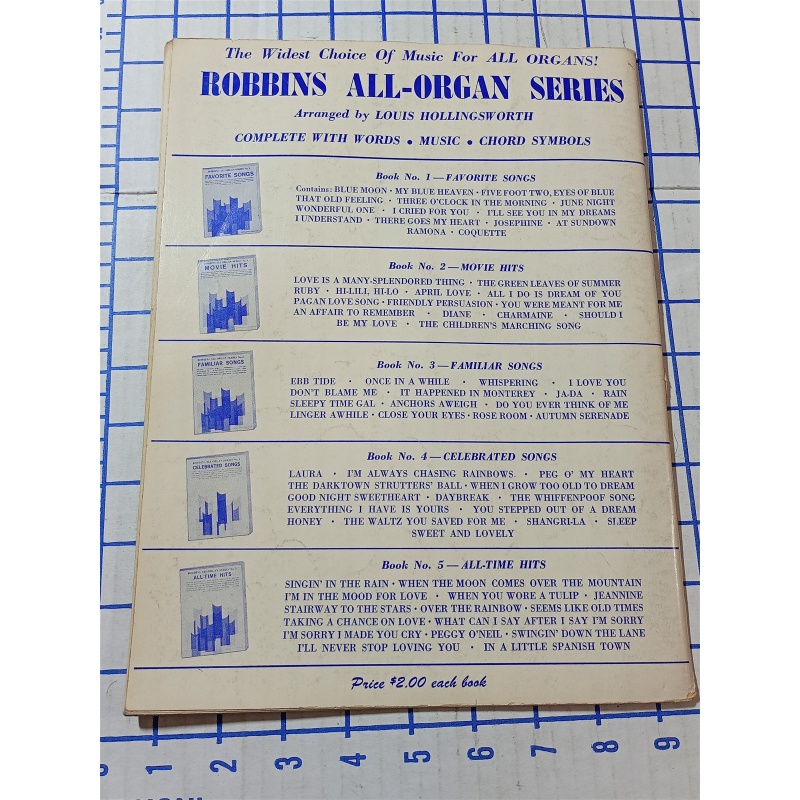 The Widest Choice Of Music For ALL ORGANS!
ROBBINS ALL-ORGAN SERIES
Arranged by LOUIS HOLLINGSWORTH
COMPLETE WITH WORDS • MUSIC • CHORD SYMBOLS
FAVORITE SONGS
Book No. 1 — FAVORITE SONGS
Contains: BLUE MOON · MY BLUE HEAVEN · FIVE FOOT TWO, EYES OF BLUE
THAT OLD FEELING · THREE O'CLOCK IN THE MORNING · JUNE NIGHT
WONDERFUL ONE · I CRIED FOR YOU · I'LL SEE YOU IN MY DREAMS
I UNDERSTAND · THERE GOES MY HEART · JOSEPHINE · AT SUNDOWN
RAMONA · COQUETTE
MOVIE HITS
Book No. 2 — MOVIE HITS
LOVE IS A MANY-SPLENDORED THING · THE GREEN LEAVES OF SUMMER
RUBY · HI-LILI, HI-LO · APRIL LOVE · ALL I DO IS DREAM OF YOU
PAGAN LOVE SONG · FRIENDLY PERSUASION · YOU WERE MEANT FOR ME
AN AFFAIR TO REMEMBER · DIANE · CHARMAINE · SHOULD I
BE MY LOVE · THE CHILDREN'S MARCHING SONG
FAMILIAR SONGS
Book No. 3 — FAMILIAR SONGS
EBB TIDE · ONCE IN A WHILE · WHISPERING · I LOVE YOU
DON'T BLAME ME · IT HAPPENED IN MONTEREY · JA-DA · RAIN
SLEEPY TIME GAL · ANCHORS AWEIGH · DO YOU EVER THINK OF ME
LINGER AWHILE · CLOSE YOUR EYES · ROSE ROOM · AUTUMN SERENADE
CELEBRATED SONGS
Book No. 4 — CELEBRATED SONGS
LAURA · I'M ALWAYS CHASING RAINBOWS · PEG O' MY HEART
THE DARKTOWN STRUTTERS' BALL · WHEN I GROW TOO OLD TO DREAM
GOOD NIGHT SWEETHEART · DAYBREAK · THE WHIFFENPOOF SONG
EVERYTHING I HAVE IS YOURS · YOU STEPPED OUT OF A DREAM
HONEY · THE WALTZ YOU SAVED FOR ME · SHANGRI-LA · SLEEP
SWEET AND LOVELY
ALL-TIME HITS
Book No. 5 — ALL-TIME HITS
SINGIN' IN THE RAIN · WHEN THE MOON COMES OVER THE MOUNTAIN
I'M IN THE MOOD FOR LOVE · WHEN YOU WORE A TULIP · JEANNINE
STAIRWAY TO THE STARS · OVER THE RAINBOW · SEEMS LIKE OLD TIMES
TAKING A CHANCE ON LOVE · WHAT CAN I SAY AFTER I SAY I'M SORRY
I'M SORRY I MADE YOU CRY · PEGGY O'NEIL · SWINGIN' DOWN THE LANE
I'LL NEVER STOP LOVING YOU · IN A LITTLE SPANISH TOWN
Price $2.00 each book
0 1 2 3 4 5 6 7 8 9